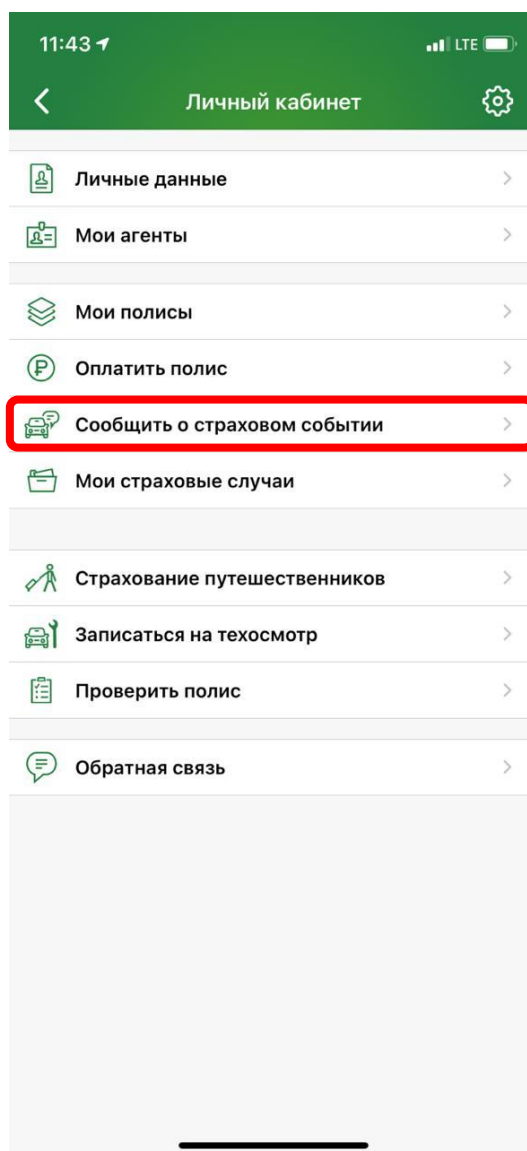 11:43
LTE
Личный кабинет
Личные данные
Мои агенты
Мои полисы
Оплатить полис
Сообщить о страховом событии
Мои страховые случаи
Страхование путешественников
Записаться на техосмотр
Проверить полис
Обратная связь